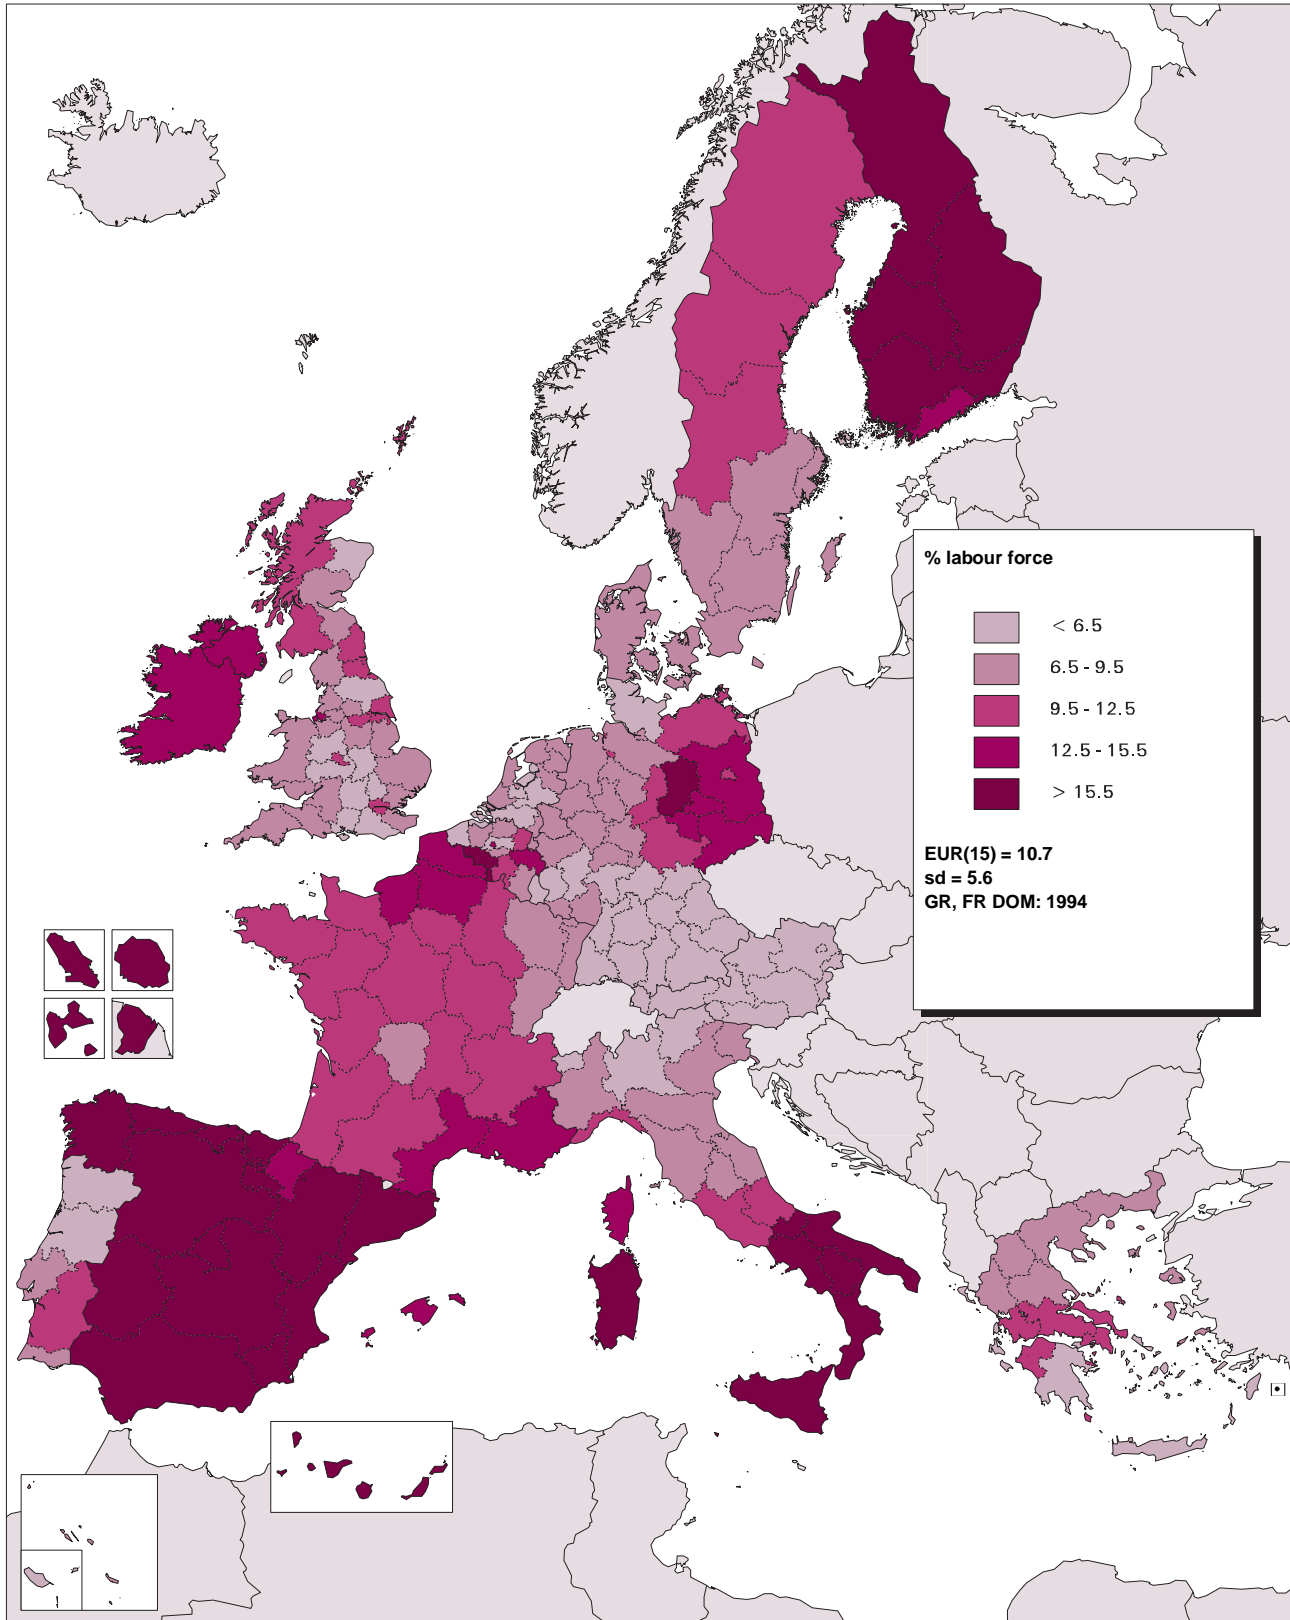 % labour force
< 6.5
6.5 - 9.5
9.5 - 12.5
12.5 - 15.5
> 15.5
EUR(15) = 10.7
sd = 5.6
GR, FR DOM: 1994